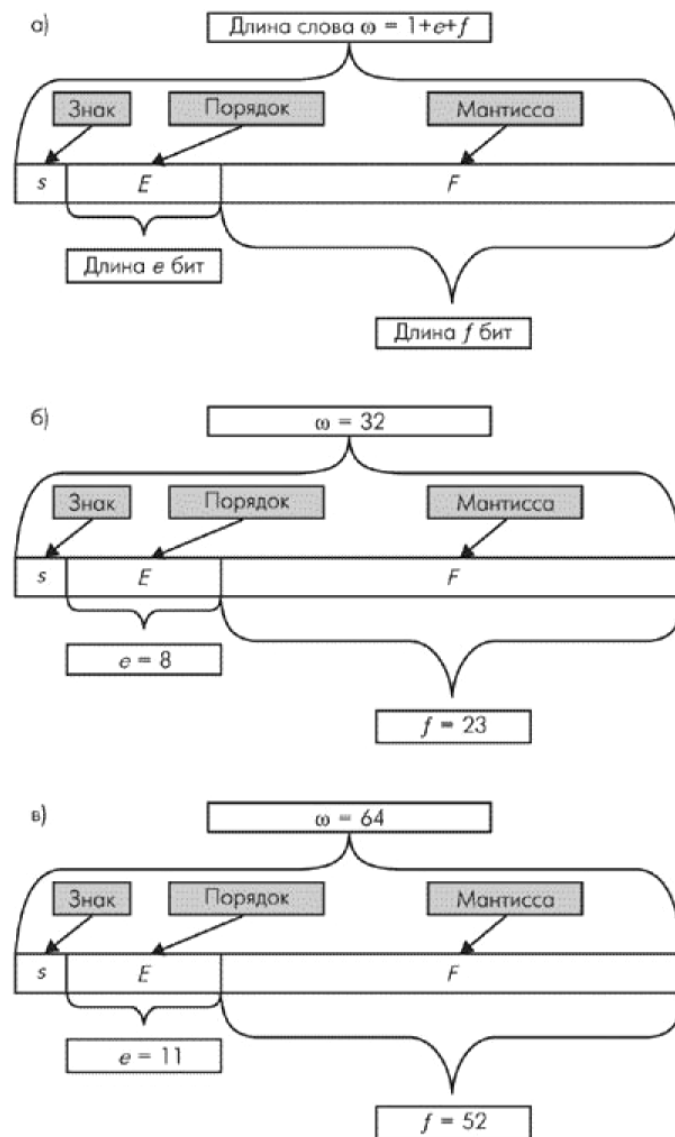 а)
Длина слова ω = 1+e+f
Знак
Порядок
Мантисса
s
E
F
Длина e бит
Длина f бит
б)
ω = 32
Знак
Порядок
Мантисса
s
E
F
e = 8
f = 23
в)
ω = 64
Знак
Порядок
Мантисса
s
E
F
e = 11
f = 52